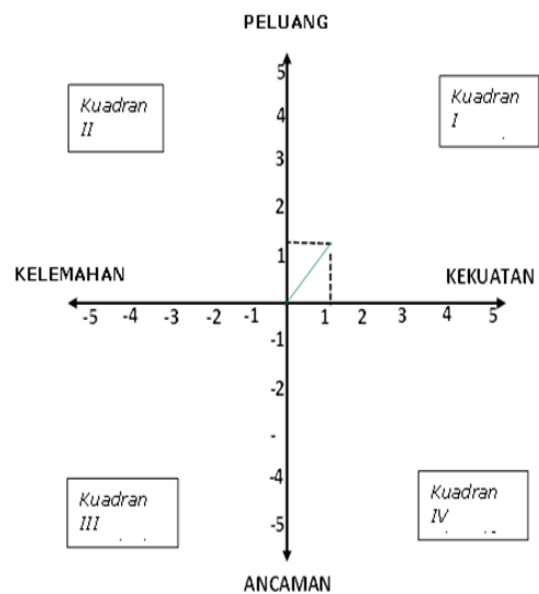 PELUANG
5
Kuadran
II
Kuadran
I
4
3
2
1
KELEMAHAN
KEKUATAN
-5 -4 -3 -2 -1 1 2 3 4 5
-1
-2
-
-4
Kuadran
III
Kuadran
IV
-5
ANCAMAN